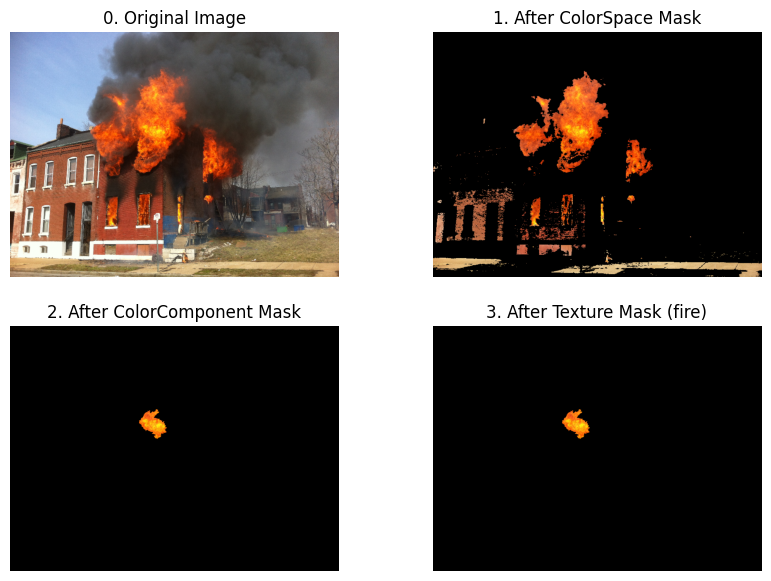 0. Original Image
1. After ColorSpace Mask
2. After ColorComponent Mask
3. After Texture Mask (fire)